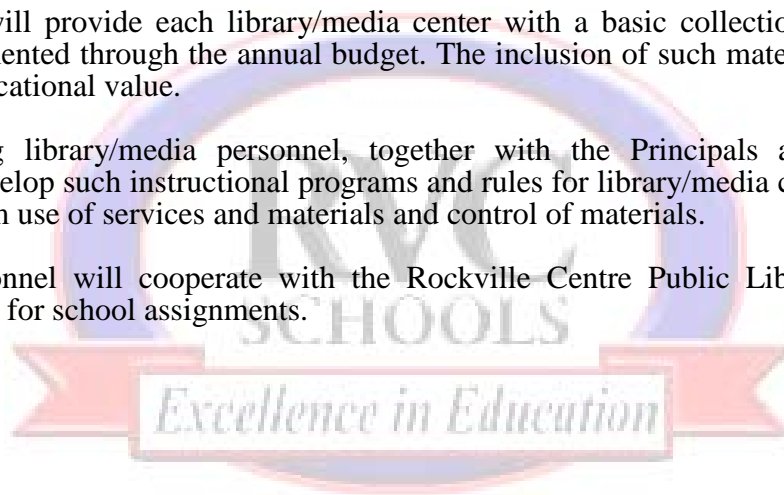 will provide each library/media center with a basic collection
ented through the annual budget. The inclusion of such mate
cational value.
g library/media personnel, together with the Principals a
elop such instructional programs and rules for library/media c
n use of services and materials and control of materials.
onnel will cooperate with the Rockville Centre Public Lib
for school assignments.
RVC
SCHOOLS
Excellence in Education